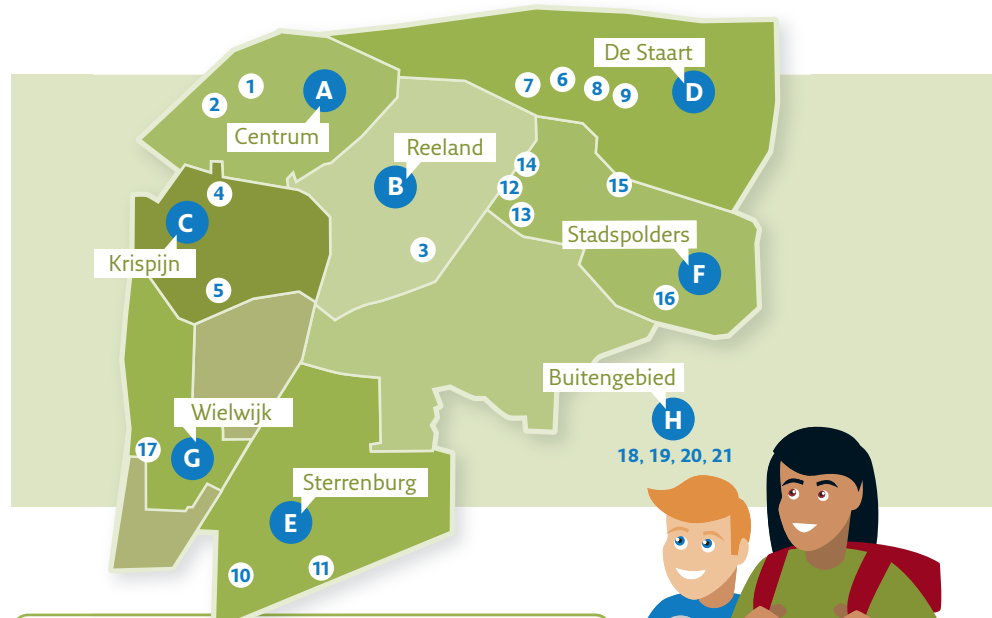 De Staart
D
7
6
8
9
1
2
A
Centrum
Reeland
B
14
12
13
15
4
C
Krispijn
3
Stadspolders
F
16
5
Buitengebied
H
18, 19, 20, 21
Wielwijk
17
G
Sterrenburg
E
10
11